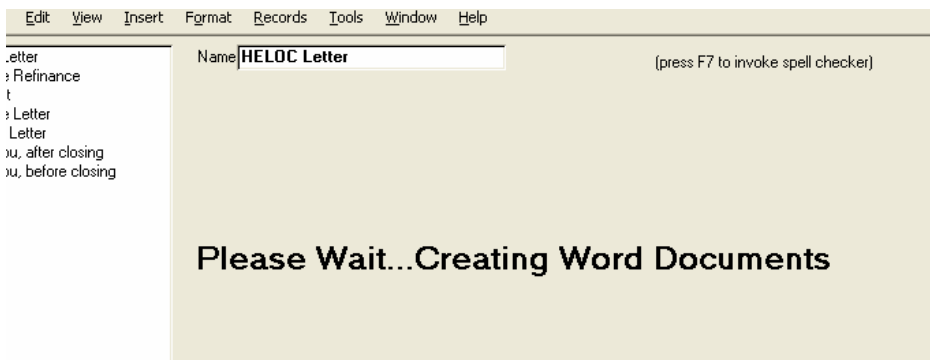 Edit View Insert Format Records Tools Window Help
Name HELOC Letter
(press F7 to invoke spell checker)
Letter
Refinance
Letter
Letter
after closing
before closing
Please Wait...Creating Word Documents